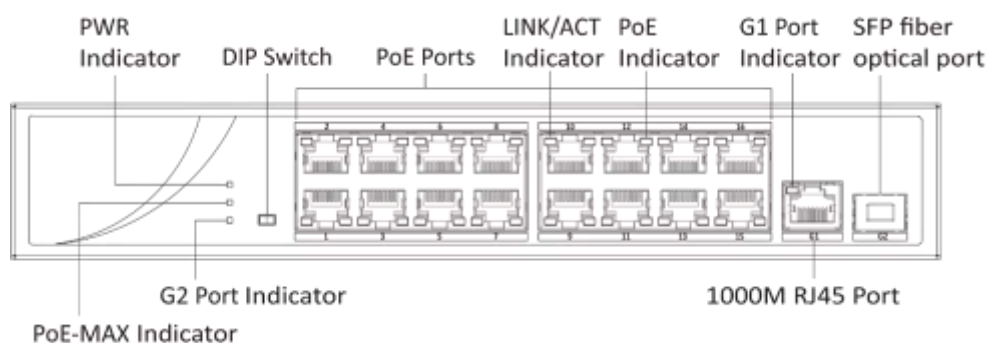 PWR
Indicator
DIP Switch
PoE Ports
LINK/ACT
Indicator
PoE
Indicator
G1 Port
Indicator
SFP fiber
optical port
2 4 6 8 10 12 14 16
1 3 5 7 9 11 13 15 G1 G2
G2 Port Indicator
1000M RJ45 Port
PoE-MAX Indicator